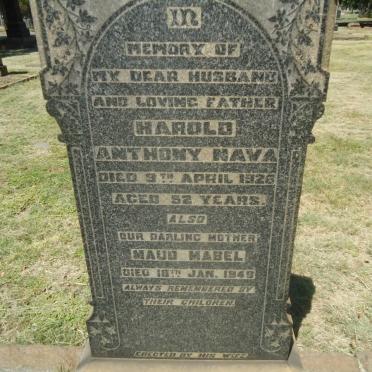 IN
MEMORY OF
MY DEAR HUSBAND
AND LOVING FATHER
HAROLD
ANTHONY NAVA
DIED 9TH APRIL 1926
AGED 52 YEARS.
ALSO
OUR DARLING MOTHER
MAUD MABEL
DIED 18TH JAN. 1949
ALWAYS REMEMBERED BY
THEIR CHILDREN.
ERECTED BY HIS WIFE